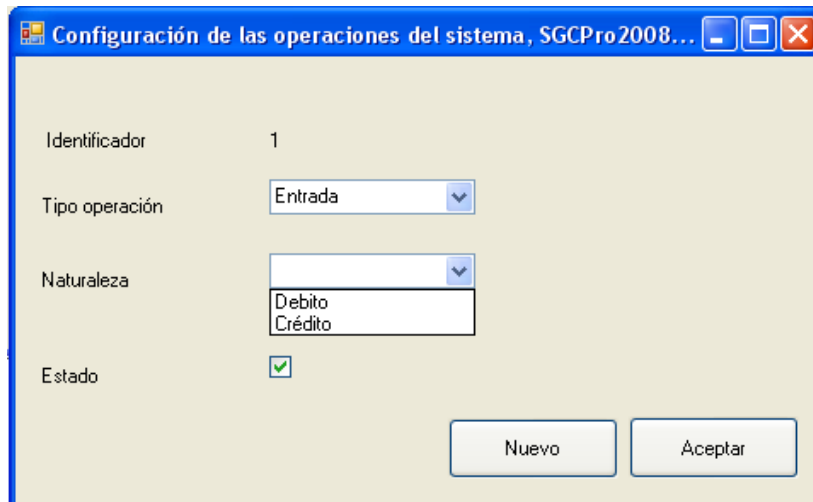 Configuración de las operaciones del sistema, SGCPro2008...
Identificador 1
Tipo operación Entrada
Naturaleza
Debito
Crédito
Estado
Nuevo Aceptar